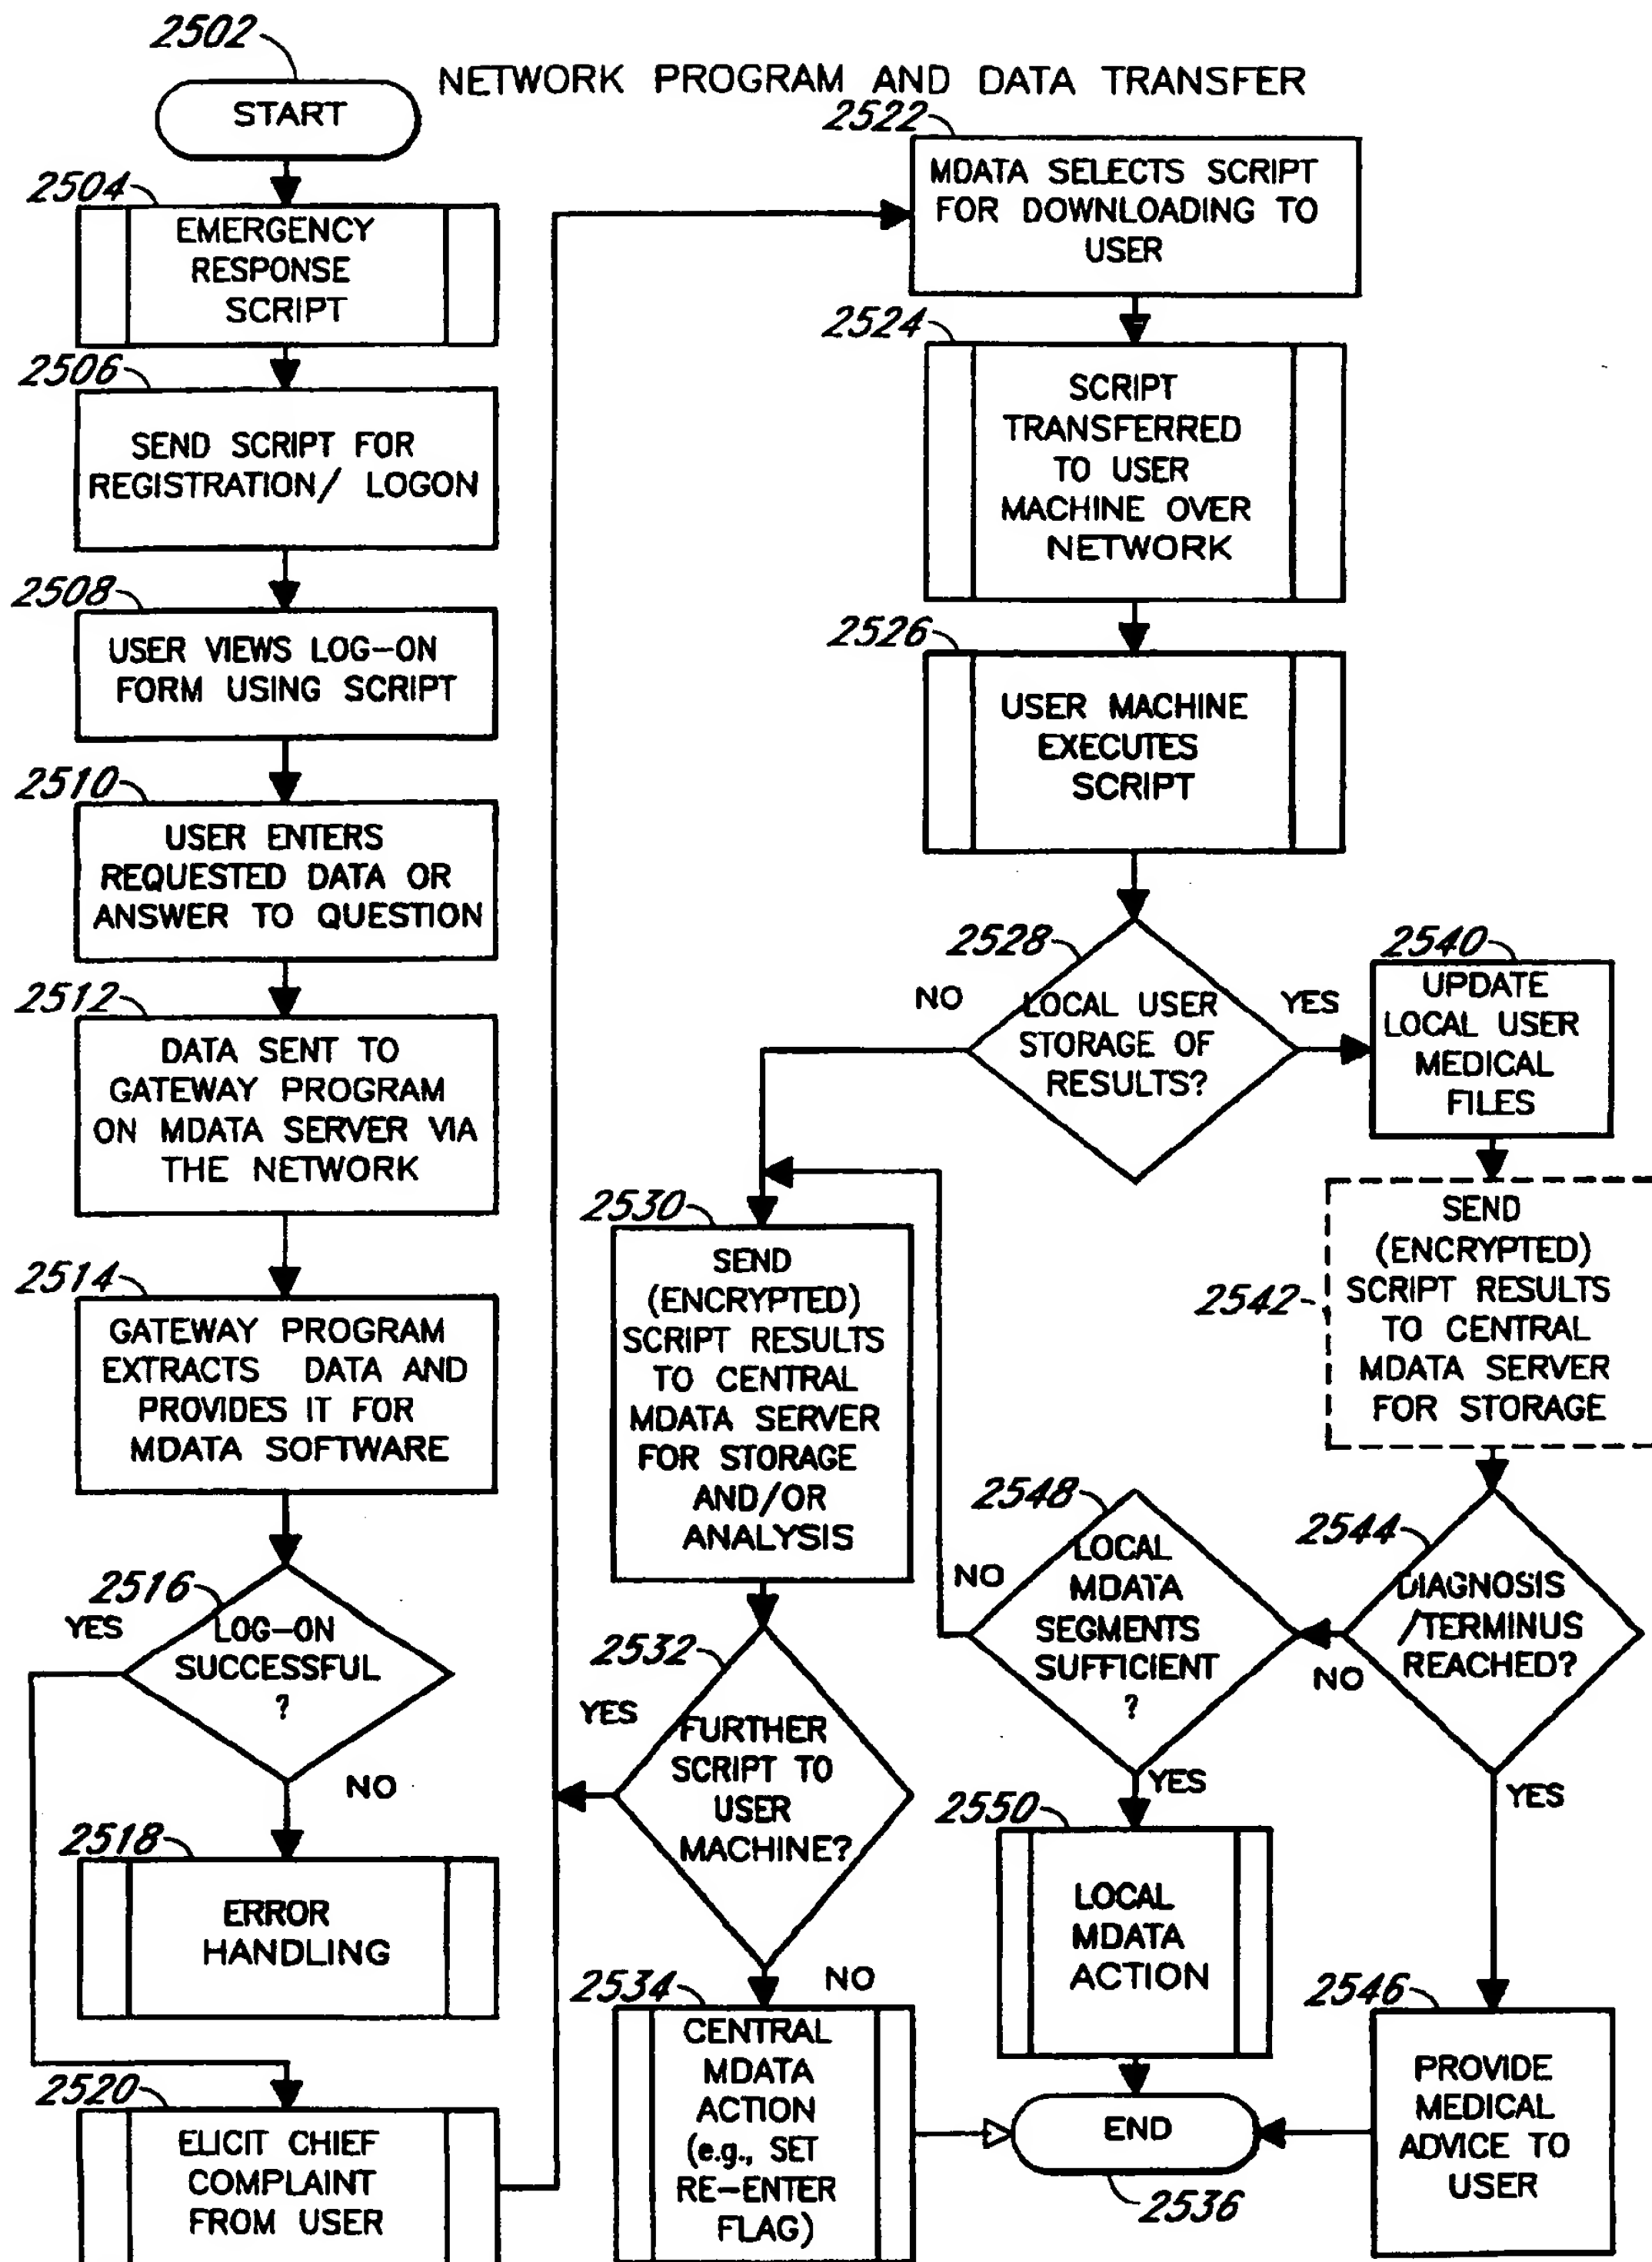 2502
START
NETWORK PROGRAM AND DATA TRANSFER
2504
EMERGENCY
RESPONSE
SCRIPT
2506
SEND SCRIPT FOR
REGISTRATION/ LOGON
2508
USER VIEWS LOG-ON
FORM USING SCRIPT
2510
USER ENTERS
REQUESTED DATA OR
ANSWER TO QUESTION
2512
DATA SENT TO
GATEWAY PROGRAM
ON MDATA SERVER VIA
THE NETWORK
2514
GATEWAY PROGRAM
EXTRACTS DATA AND
PROVIDES IT FOR
MDATA SOFTWARE
2516
YES
LOG-ON
SUCCESSFUL
?
NO
2518
ERROR
HANDLING
2520
ELICIT CHIEF
COMPLAINT
FROM USER
2522
MDATA SELECTS SCRIPT
FOR DOWNLOADING TO
USER
2524
SCRIPT
TRANSFERRED
TO USER
MACHINE OVER
NETWORK
2526
USER MACHINE
EXECUTES
SCRIPT
2528
NO
LOCAL USER
STORAGE OF
RESULTS?
YES
2530
SEND
(ENCRYPTED)
SCRIPT RESULTS
TO CENTRAL
MDATA SERVER
FOR STORAGE
AND/OR
ANALYSIS
2532
YES
FURTHER
SCRIPT TO
USER
MACHINE?
NO
2534
CENTRAL
MDATA
ACTION
(e.g., SET
RE-ENTER
FLAG)
2540
UPDATE
LOCAL USER
MEDICAL
FILES
2542
SEND
(ENCRYPTED)
SCRIPT RESULTS
TO CENTRAL
MDATA SERVER
FOR STORAGE
2544
DIAGNOSIS
/TERMINUS
REACHED?
NO
YES
2548
NO
LOCAL
MDATA
SEGMENTS
SUFFICIENT
?
YES
2550
LOCAL
MDATA
ACTION
2546
PROVIDE
MEDICAL
ADVICE TO
USER
END
2536